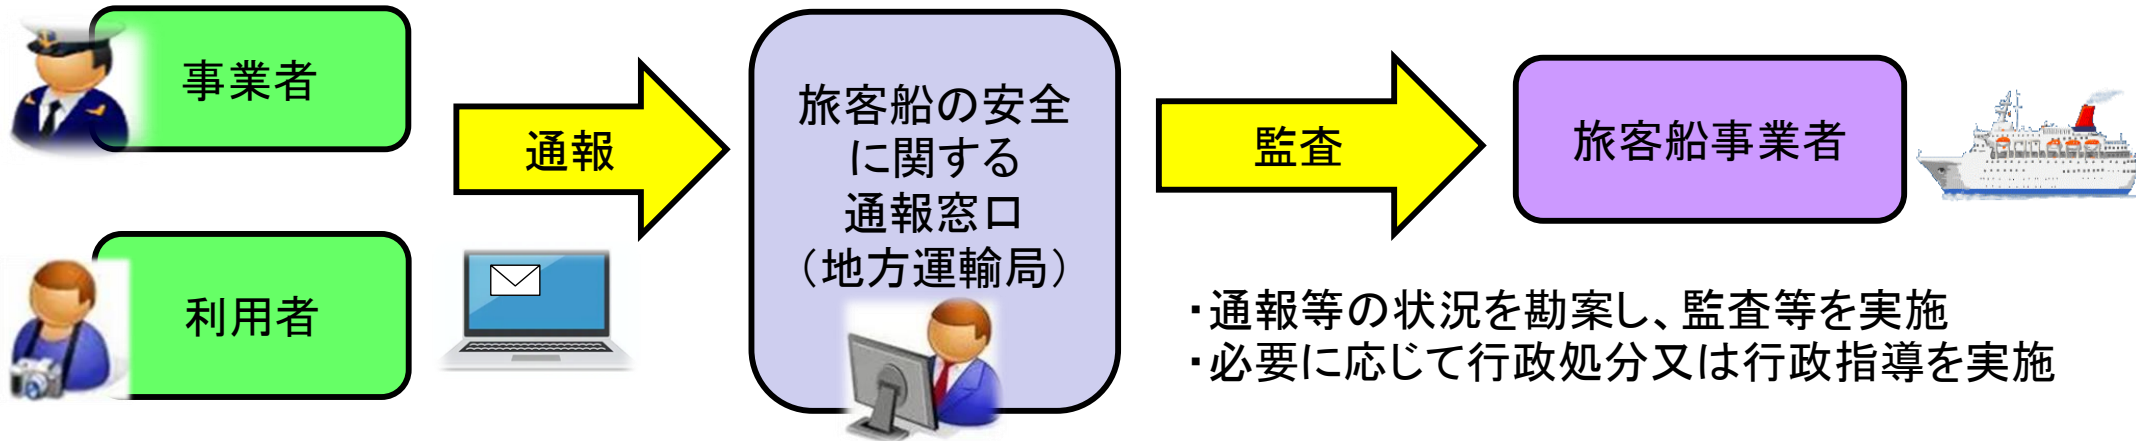 事業者
利用者
通報
旅客船の安全
に関する
通報窓口
（地方運輸局）
監査
旅客船事業者
・通報等の状況を勘案し、監査等を実施
・必要に応じて行政処分又は行政指導を実施